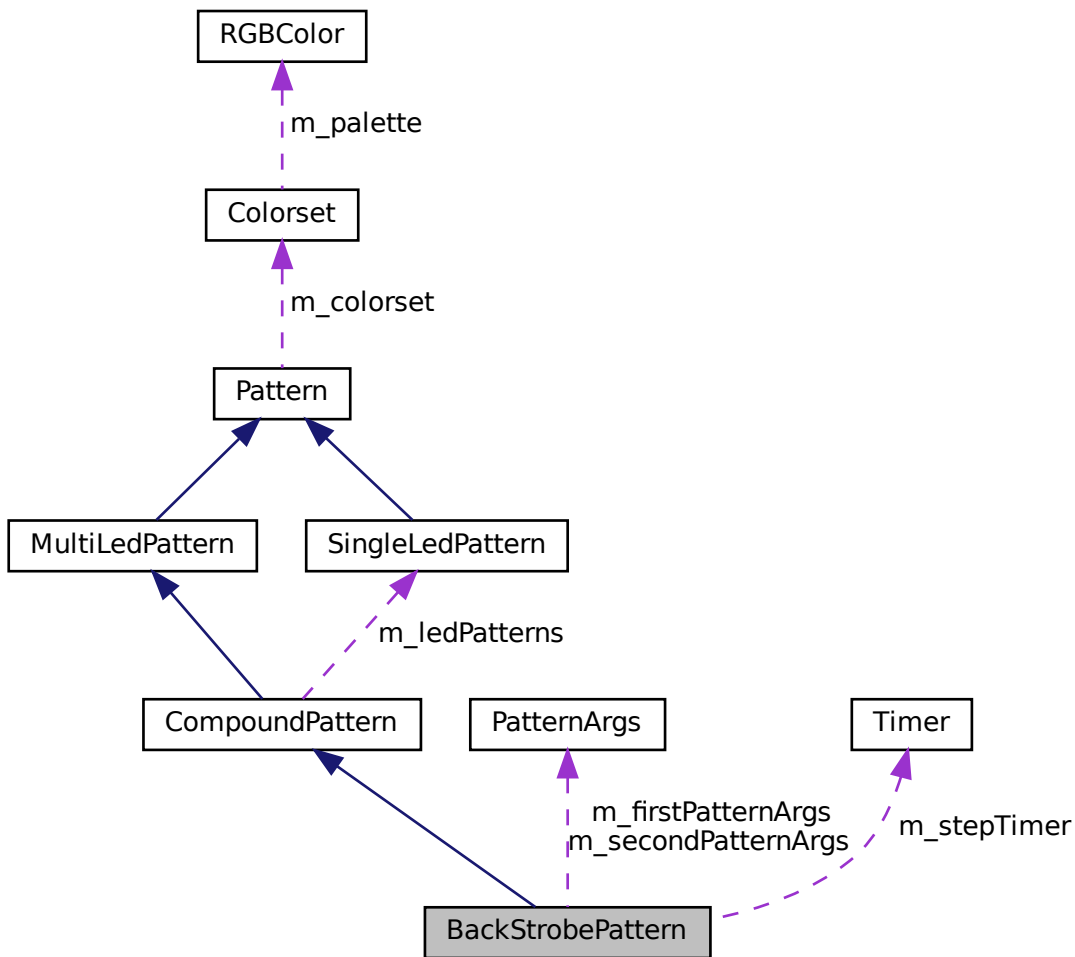 RGBColor
m_palette
Colorset
m_colorset
Pattern
MultiLedPattern
SingleLedPattern
m_ledPatterns
CompoundPattern
PatternArgs
Timer
m_firstPatternArgs
m_secondPatternArgs
m_stepTimer
BackStrobePattern